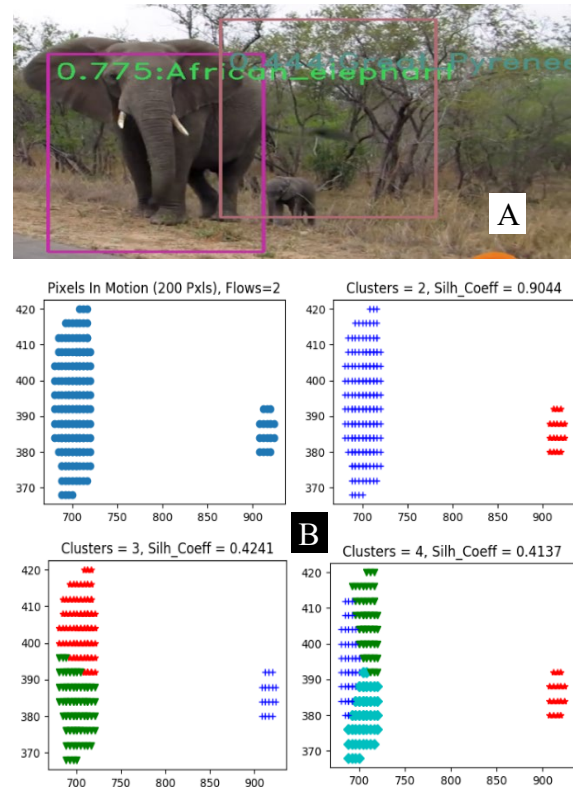 0.775:African_elephant
0.444:Great_Pyrenes
A
Pixels In Motion (200 Pxls), Flows=2
420
410
400
390
380
370
700 750 800 850 900
Clusters = 2, Silh_Coeff = 0.9044
420
410
400
390
380
370
700 750 800 850 900
B
Clusters = 3, Silh_Coeff = 0.4241
420
410
400
390
380
370
700 750 800 850 900
Clusters = 4, Silh_Coeff = 0.4137
420
410
400
390
380
370
700 750 800 850 900